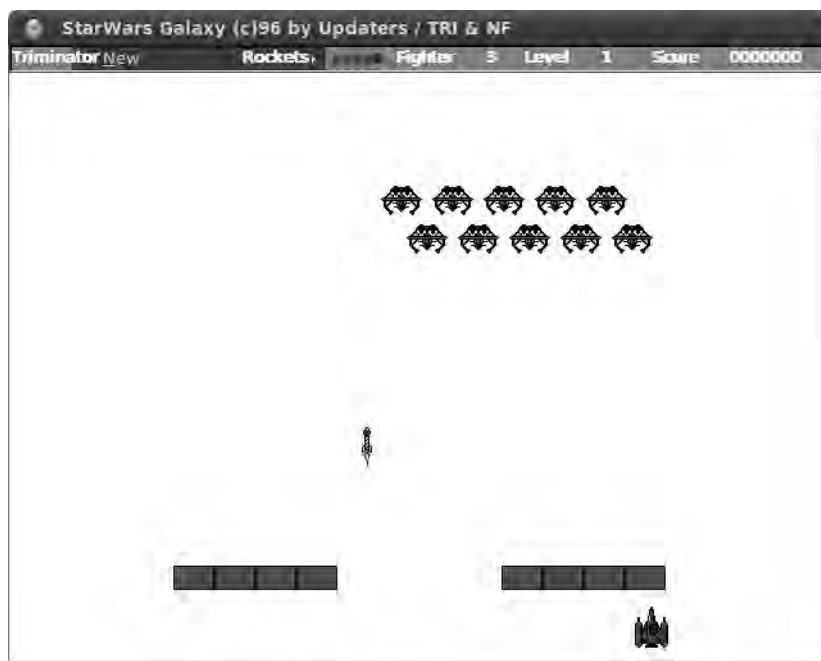 StarWars Galaxy (c)96 by Updaters / TRI & NF
Triminator New Rockets Fighter 3 Level 1 Score 0000000